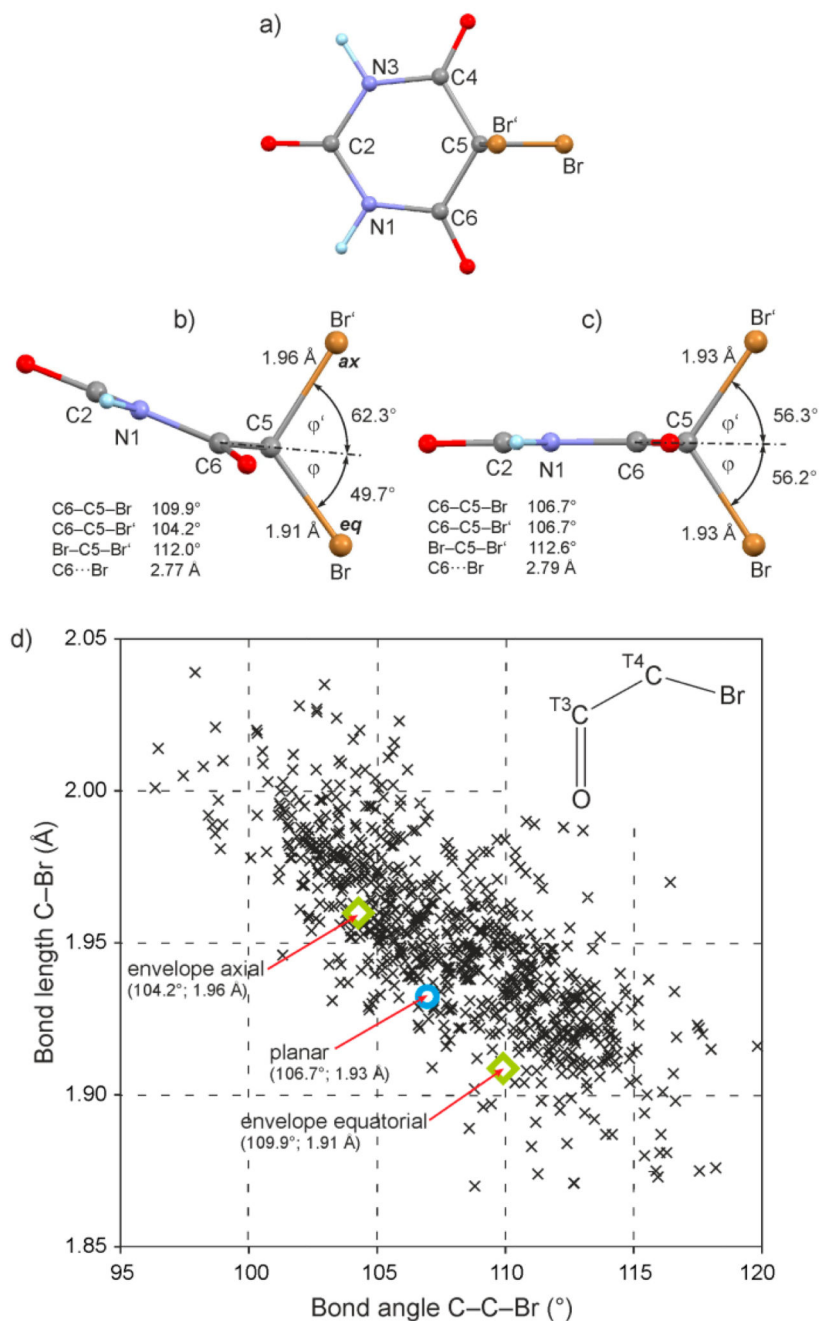 a)
N3
C4
Br‘
C2
C5
Br
N1
C6
b)
Br‘
1.96 Å
ax
C2
C5
φ‘
62.3°
N1
C6
φ
49.7°
1.91 Å
eq
Br
C6–C5–Br 109.9°
C6–C5–Br‘ 104.2°
Br–C5–Br‘ 112.0°
C6···Br 2.77 Å
c)
Br‘
1.93 Å
C5
φ‘
56.3°
C2
N1
C6
φ
56.2°
1.93 Å
Br
C6–C5–Br 106.7°
C6–C5–Br‘ 106.7°
Br–C5–Br‘ 112.6°
C6···Br 2.79 Å
d)
2.05
2.00
1.95
1.90
1.85
Bond length C–Br (Å)
T4
C
T3
C
Br
O
envelope axial
(104.2°; 1.96 Å)
planar
(106.7°; 1.93 Å)
envelope equatorial
(109.9°; 1.91 Å)
95 100 105 110 115 120
Bond angle C–C–Br (°)